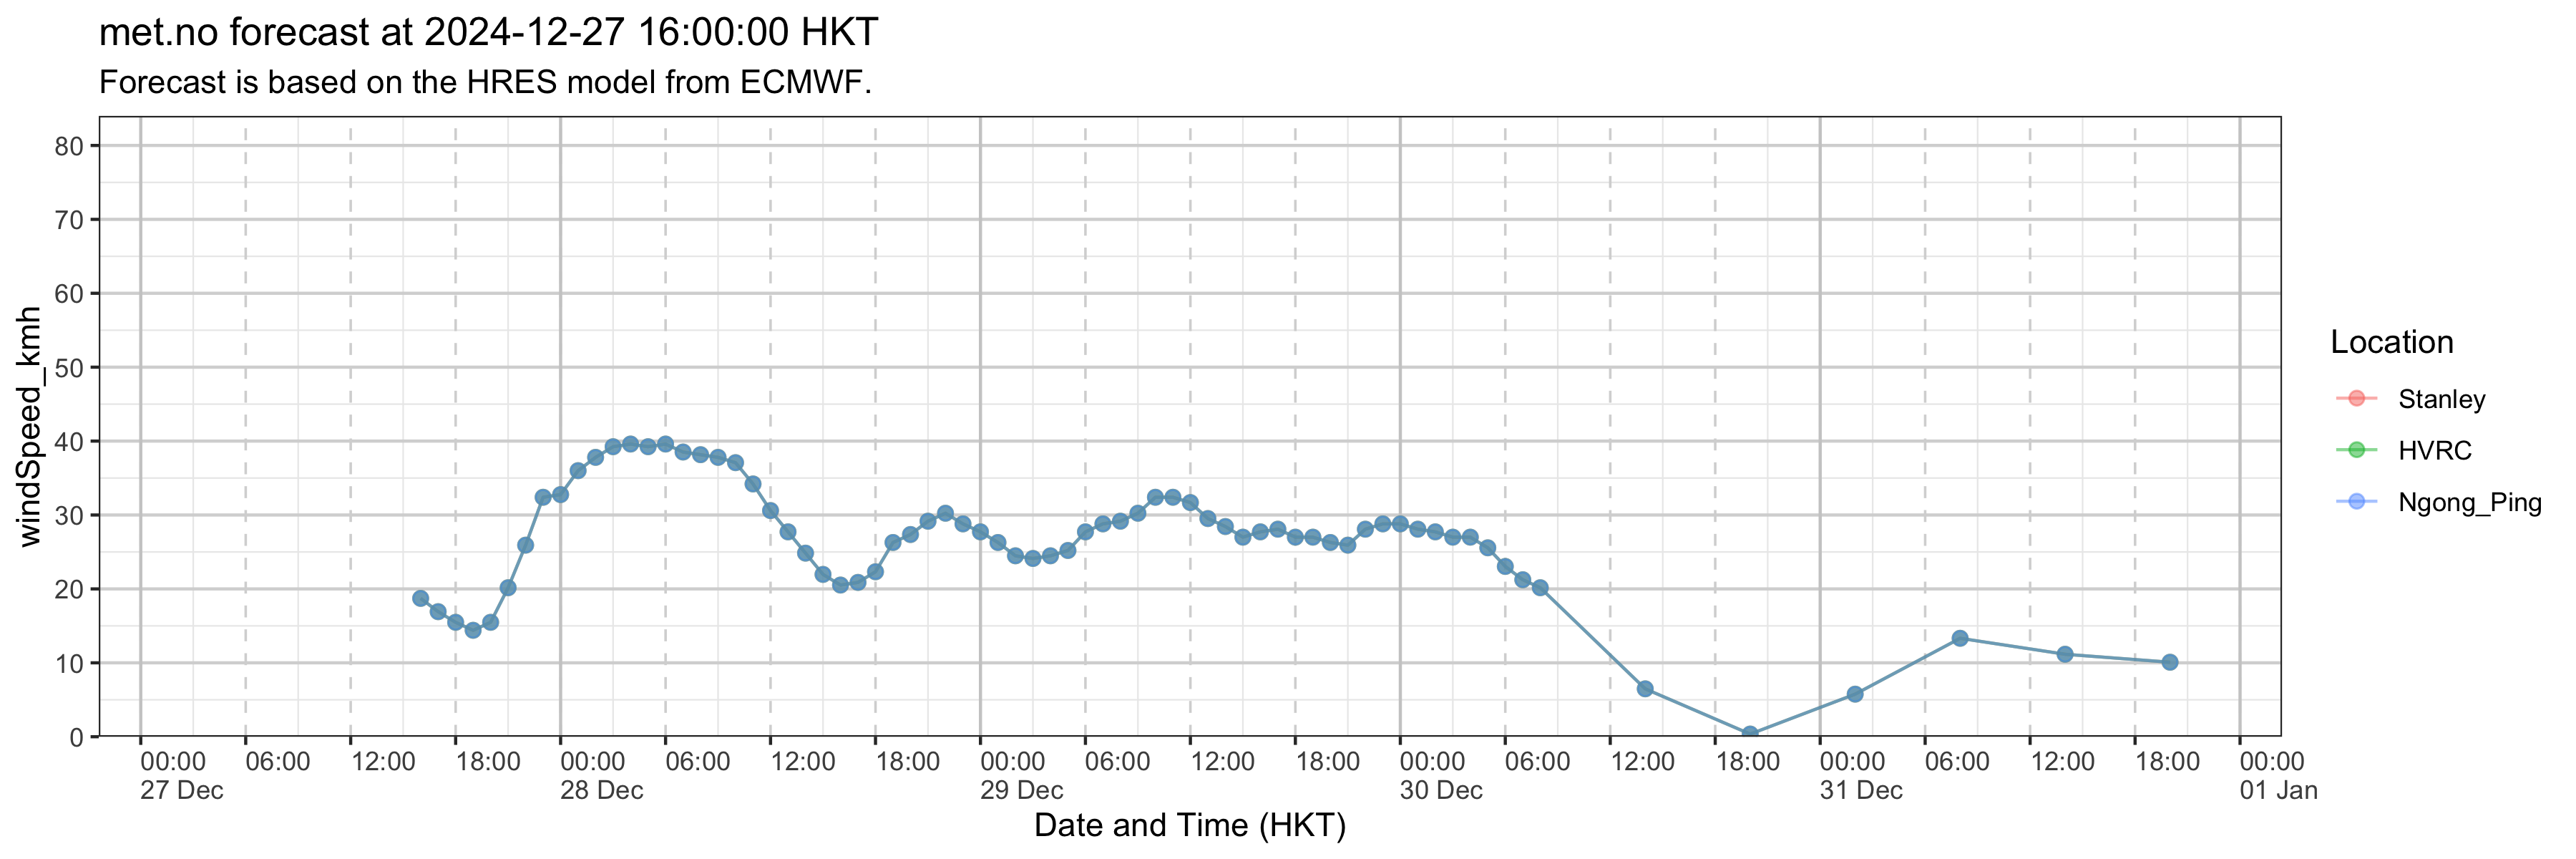 met.no forecast at 2024-12-27 16:00:00 HKT
Forecast is based on the HRES model from ECMWF.
windSpeed_kmh
80
70
60
50
40
30
20
10
0
00:00 06:00 12:00 18:00 00:00 06:00 12:00 18:00 00:00 06:00 12:00 18:00 00:00 06:00 12:00 18:00 00:00 06:00 12:00 18:00 00:00
27 Dec 28 Dec 29 Dec 30 Dec 31 Dec 01 Jan
Date and Time (HKT)
Location
Stanley
HVRC
Ngong_Ping